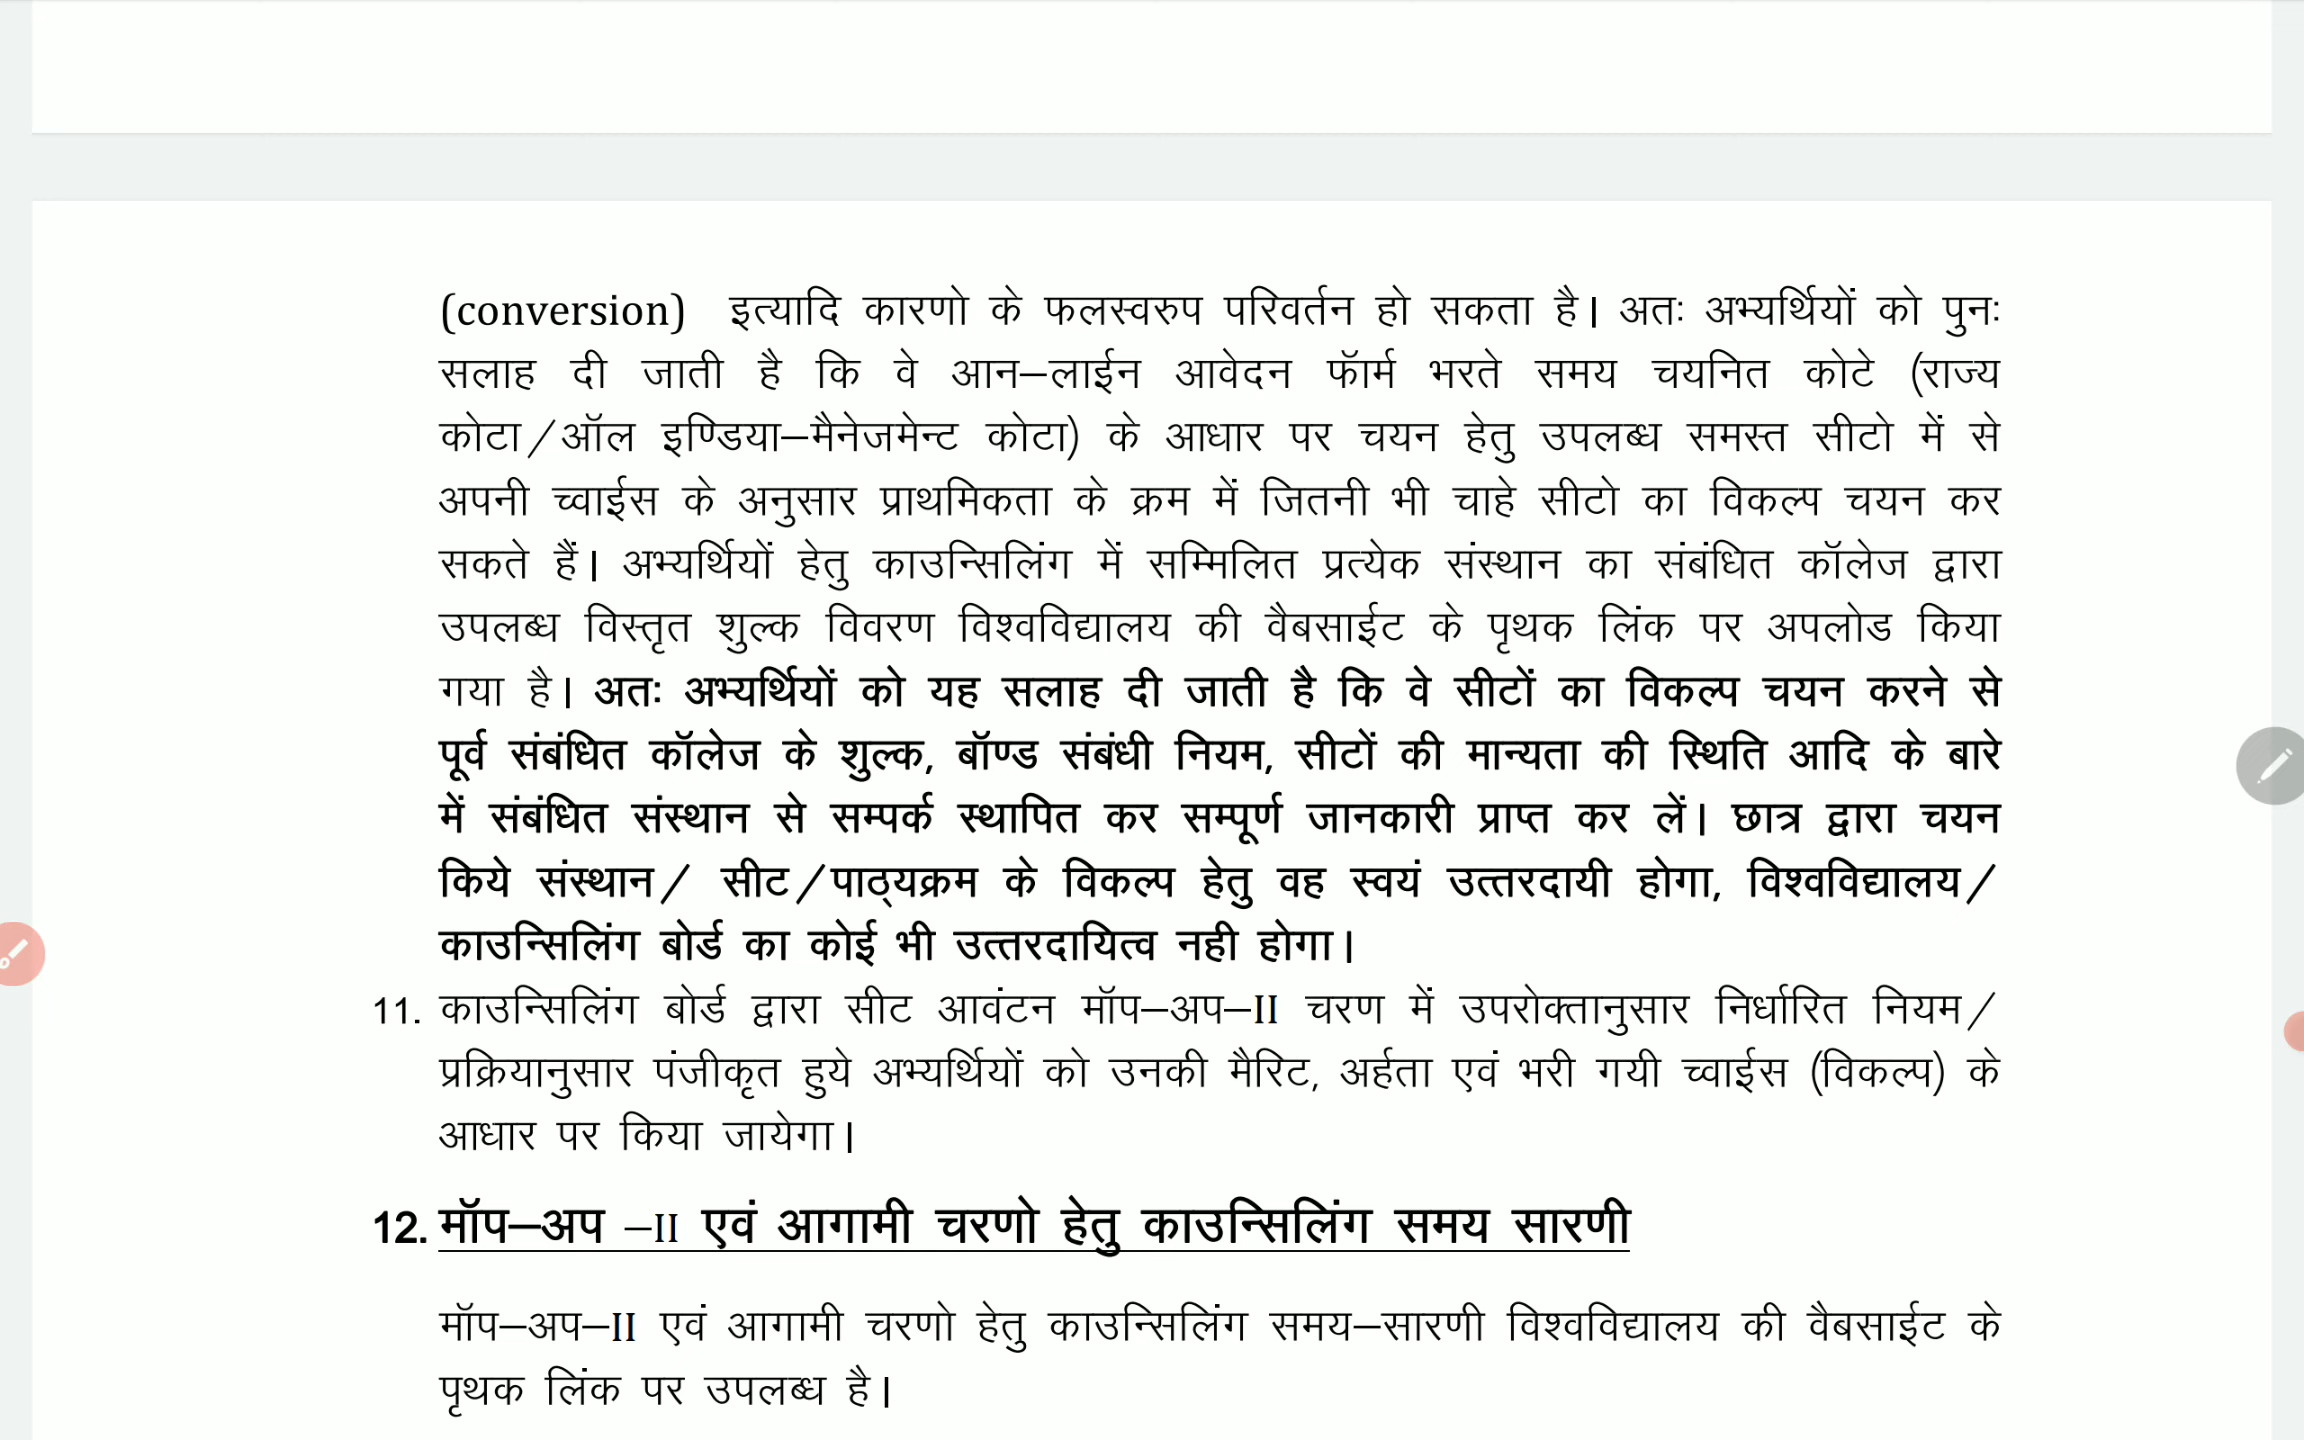 (conversion) इत्यादि कारणो के फलस्वरुप परिवर्तन हो सकता है। अतः अभ्यर्थियों को पुनः
सलाह दी जाती है कि वे आन–लाईन आवेदन फॅार्म भरते समय चयनित कोटे (राज्य
कोटा/ऑल इण्डिया–मैनेजमेन्ट कोटा) के आधार पर चयन हेतु उपलब्ध समस्त सीटो में से
अपनी च्वाईस के अनुसार प्राथमिकता के क्रम में जितनी भी चाहे सीटो का विकल्प चयन कर
सकते हैं। अभ्यर्थियों हेतु काउन्सिलिंग में सम्मिलित प्रत्येक संस्थान का संबंधित कॉलेज द्वारा
उपलब्ध विस्तृत शुल्क विवरण विश्वविद्यालय की वैबसाईट के पृथक लिंक पर अपलोड किया
गया है। अतः अभ्यर्थियों को यह सलाह दी जाती है कि वे सीटों का विकल्प चयन करने से
पूर्व संबंधित कॉलेज के शुल्क, बॉण्ड संबंधी नियम, सीटों की मान्यता की स्थिति आदि के बारे
में संबंधित संस्थान से सम्पर्क स्थापित कर सम्पूर्ण जानकारी प्राप्त कर लें। छात्र द्वारा चयन
किये संस्थान/ सीट/पाठ्यक्रम के विकल्प हेतु वह स्वयं उत्तरदायी होगा, विश्वविद्यालय/
काउन्सिलिंग बोर्ड का कोई भी उत्तरदायित्व नही होगा।
11. काउन्सिलिंग बोर्ड द्वारा सीट आवंटन मॉप–अप–II चरण में उपरोक्तानुसार निर्धारित नियम/
प्रक्रियानुसार पंजीकृत हुये अभ्यर्थियों को उनकी मैरिट, अर्हता एवं भरी गयी च्वाईस (विकल्प) के
आधार पर किया जायेगा।
12. मॉप–अप –II एवं आगामी चरणो हेतु काउन्सिलिंग समय सारणी
मॉप–अप–II एवं आगामी चरणो हेतु काउन्सिलिंग समय–सारणी विश्वविद्यालय की वैबसाईट के
पृथक लिंक पर उपलब्ध है।